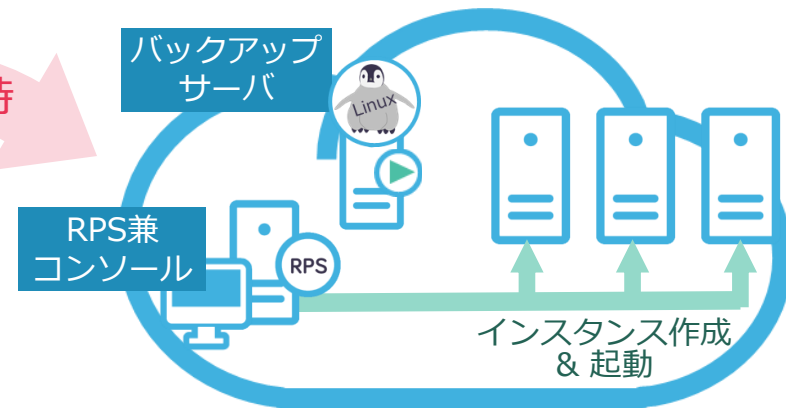 バックアップ
サーバ
Linux
時
RPS兼
コンソール
RPS
インスタンス作成
& 起動